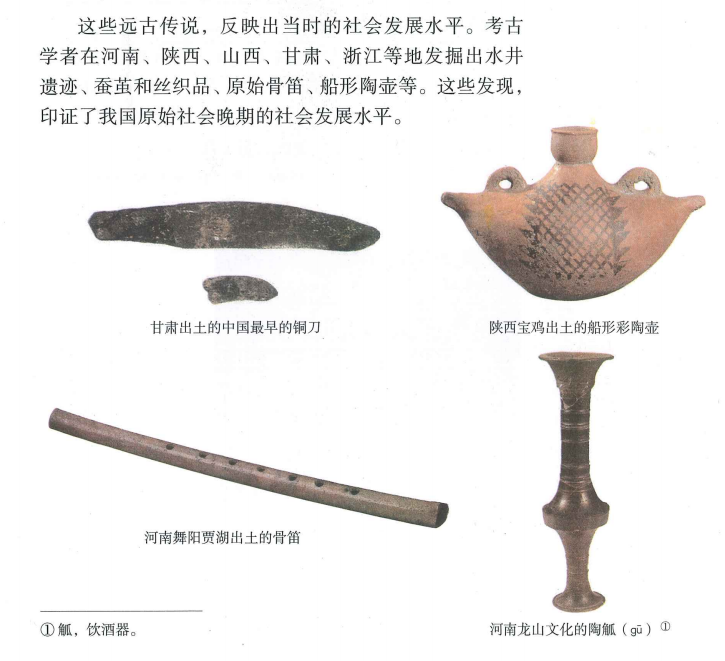 这些远古传说，反映出当时的社会发展水平。考古
学者在河南、陕西、山西、甘肃、浙江等地发掘出水井
遗迹、蚕茧和丝织品、原始骨笛、船形陶壶等。这些发现，
印证了我国原始社会晚期的社会发展水平。
甘肃出土的中国最早的铜刀
陕西宝鸡出土的船形彩陶壶
河南舞阳贾湖出土的骨笛
河南龙山文化的陶觚（gū）①
①觚，饮酒器。